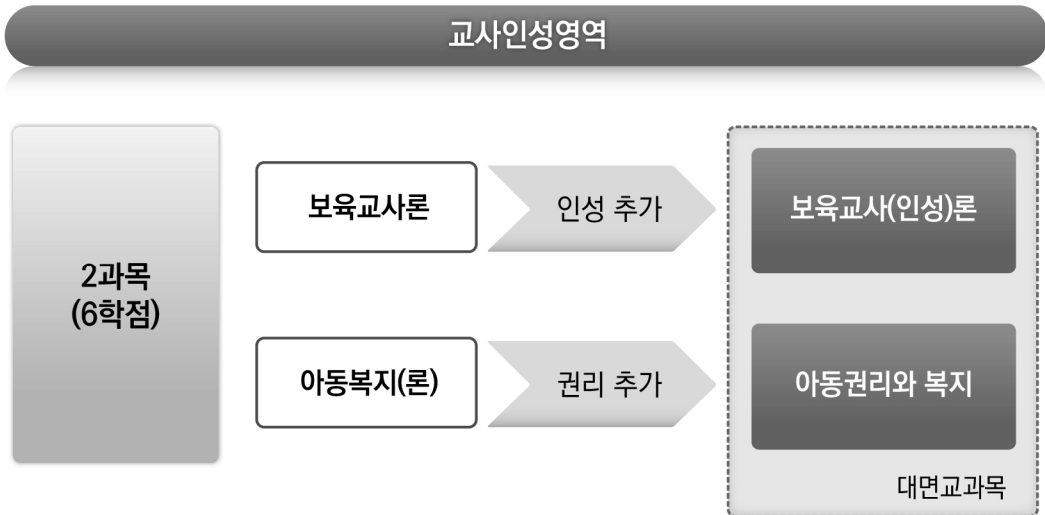 교사인성영역
2과목
(6학점)
보육교사론
인성 추가
보육교사(인성)론
아동복지(론)
권리 추가
아동권리와 복지
대면교과목